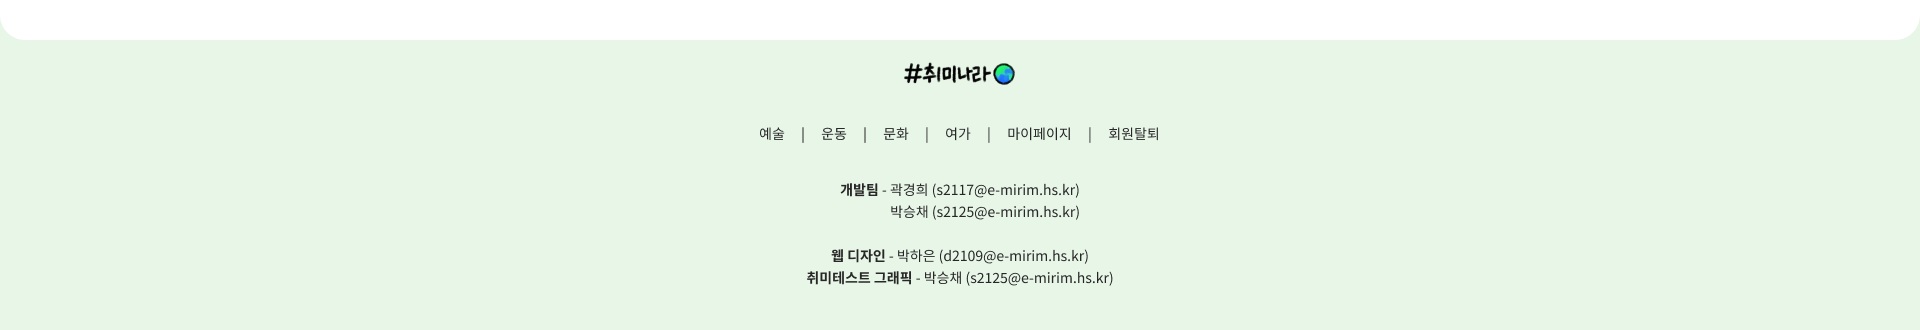 #취미나라
예술 | 운동 | 문화 | 여가 | 마이페이지 | 회원탈퇴
개발팀 - 곽경희 (s2117@e-mirim.hs.kr)
박승채 (s2125@e-mirim.hs.kr)
웹 디자인 - 박하은 (d2109@e-mirim.hs.kr)
취미테스트 그래픽 - 박승채 (s2125@e-mirim.hs.kr)